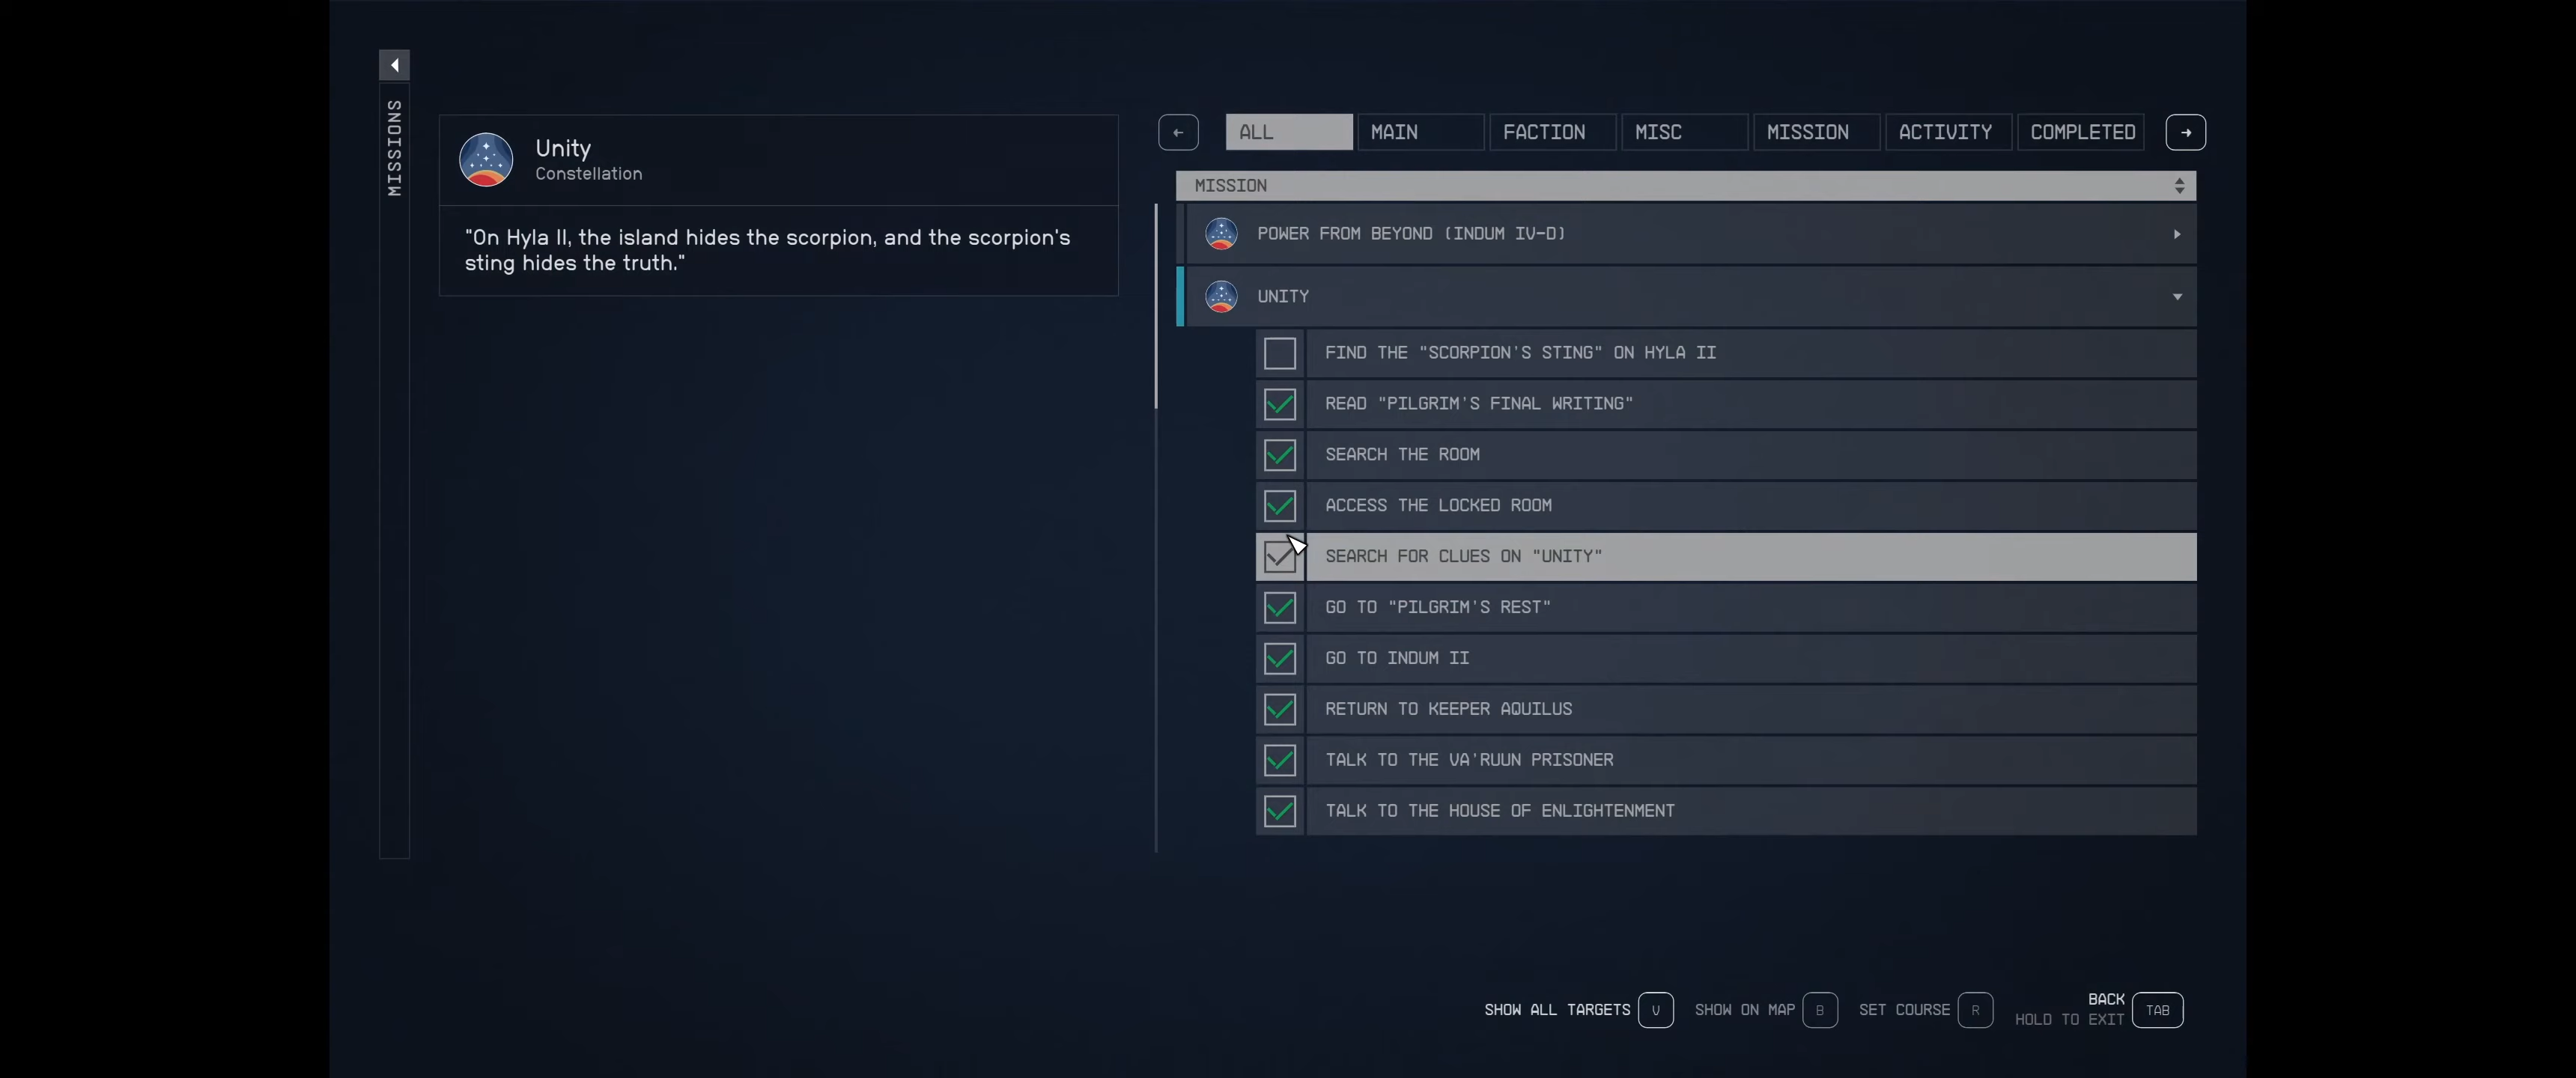 MISSIONS
Unity
Constellation
"On Hyla II, the island hides the scorpion, and the scorpion's
sting hides the truth."
ALL MAIN FACTION MISC MISSION ACTIVITY COMPLETED
MISSION
POWER FROM BEYOND (INDUM IV-D)
UNITY
FIND THE "SCORPION'S STING" ON HYLA II
READ "PILGRIM'S FINAL WRITING"
SEARCH THE ROOM
ACCESS THE LOCKED ROOM
SEARCH FOR CLUES ON "UNITY"
GO TO "PILGRIM'S REST"
GO TO INDUM II
RETURN TO KEEPER AQUILUS
TALK TO THE VA'RUUN PRISONER
TALK TO THE HOUSE OF ENLIGHTENMENT
SHOW ALL TARGETS V SHOW ON MAP B SET COURSE R BACK TAB
HOLD TO EXIT